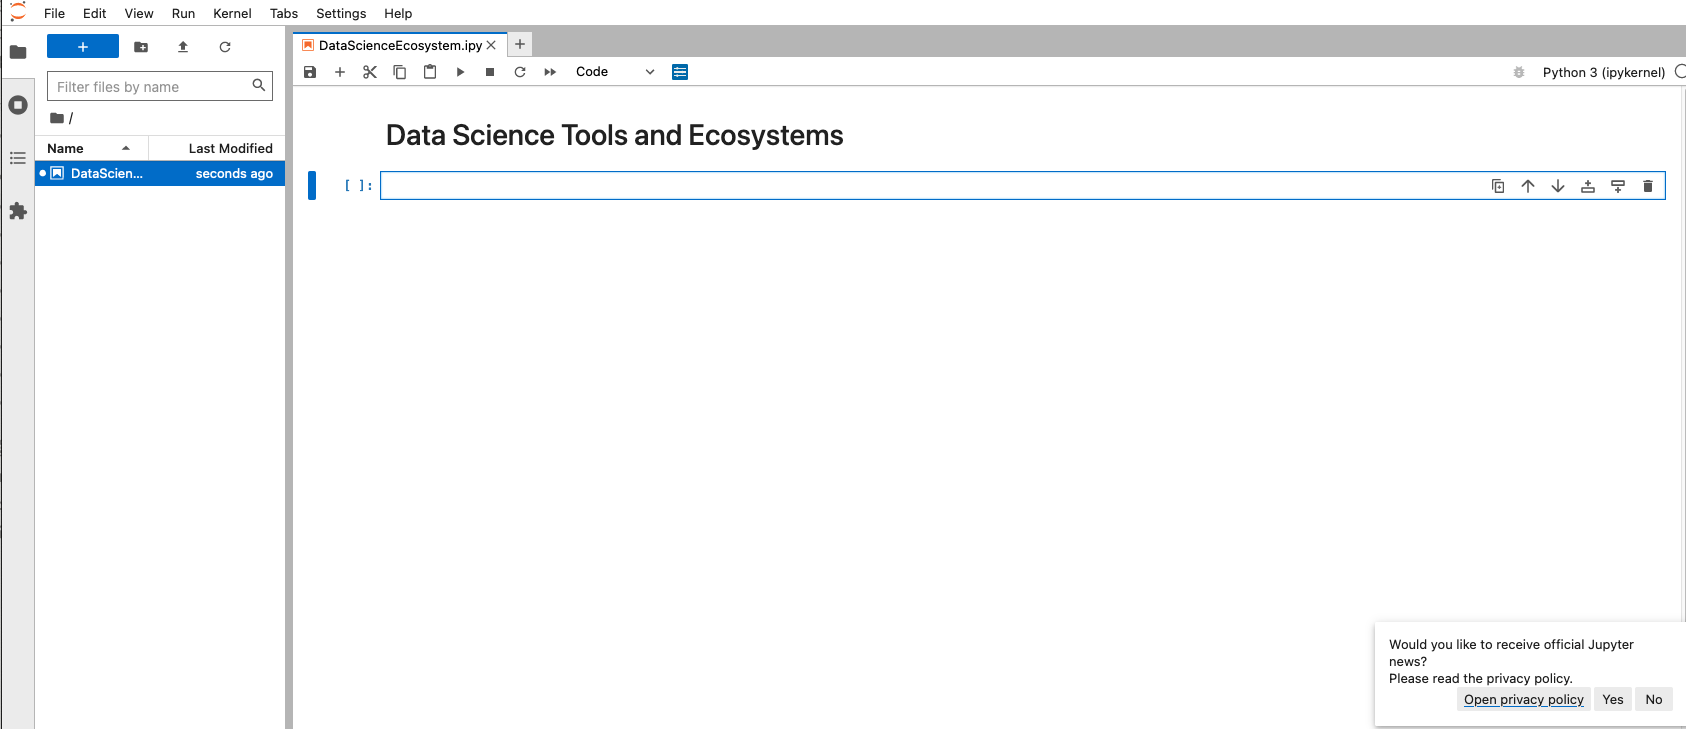 File Edit View Run Kernel Tabs Settings Help
DataScienceEcosystem.ipy
Code
Python 3 (ipykernel)
Filter files by name
/
Name Last Modified
DataScien... seconds ago
Data Science Tools and Ecosystems
[ ]:
Would you like to receive official Jupyter
news?
Please read the privacy policy.
Open privacy policy Yes No